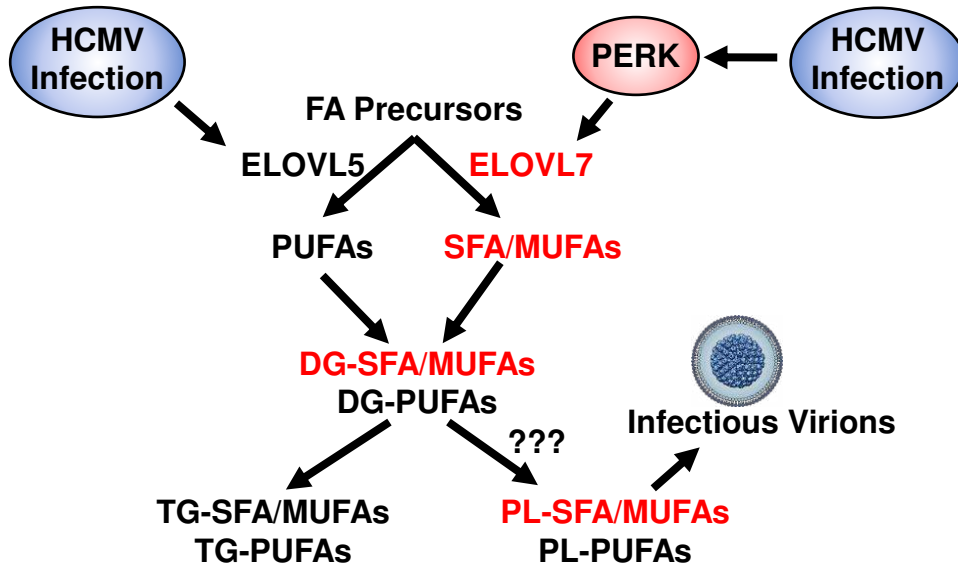 HCMV
Infection
PERK
HCMV
Infection
FA Precursors
ELOVL5
ELOVL7
PUFAs
SFA/MUFAs
DG-SFA/MUFAs
DG-PUFAs
Infectious Virions
???
TG-SFA/MUFAs
TG-PUFAs
PL-SFA/MUFAs
PL-PUFAs